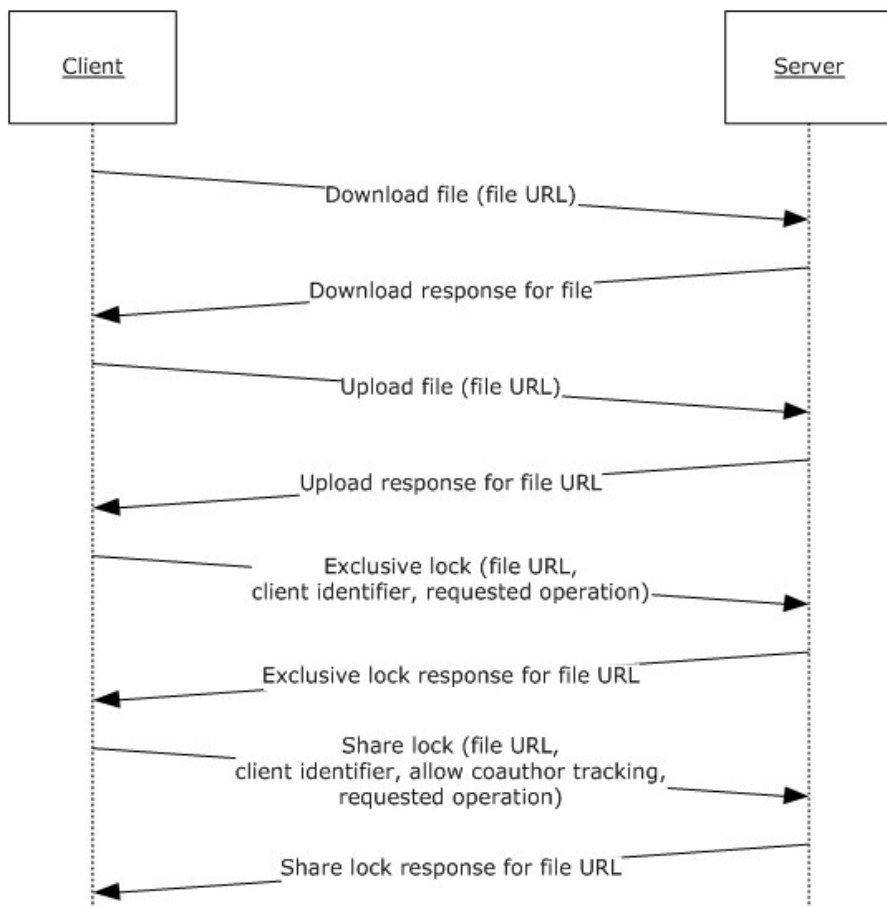 Client
Server
Download file (file URL)
Download response for file
Upload file (file URL)
Upload response for file URL
Exclusive lock (file URL,
client identifier, requested operation)
Exclusive lock response for file URL
Share lock (file URL,
client identifier, allow coauthor tracking,
requested operation)
Share lock response for file URL